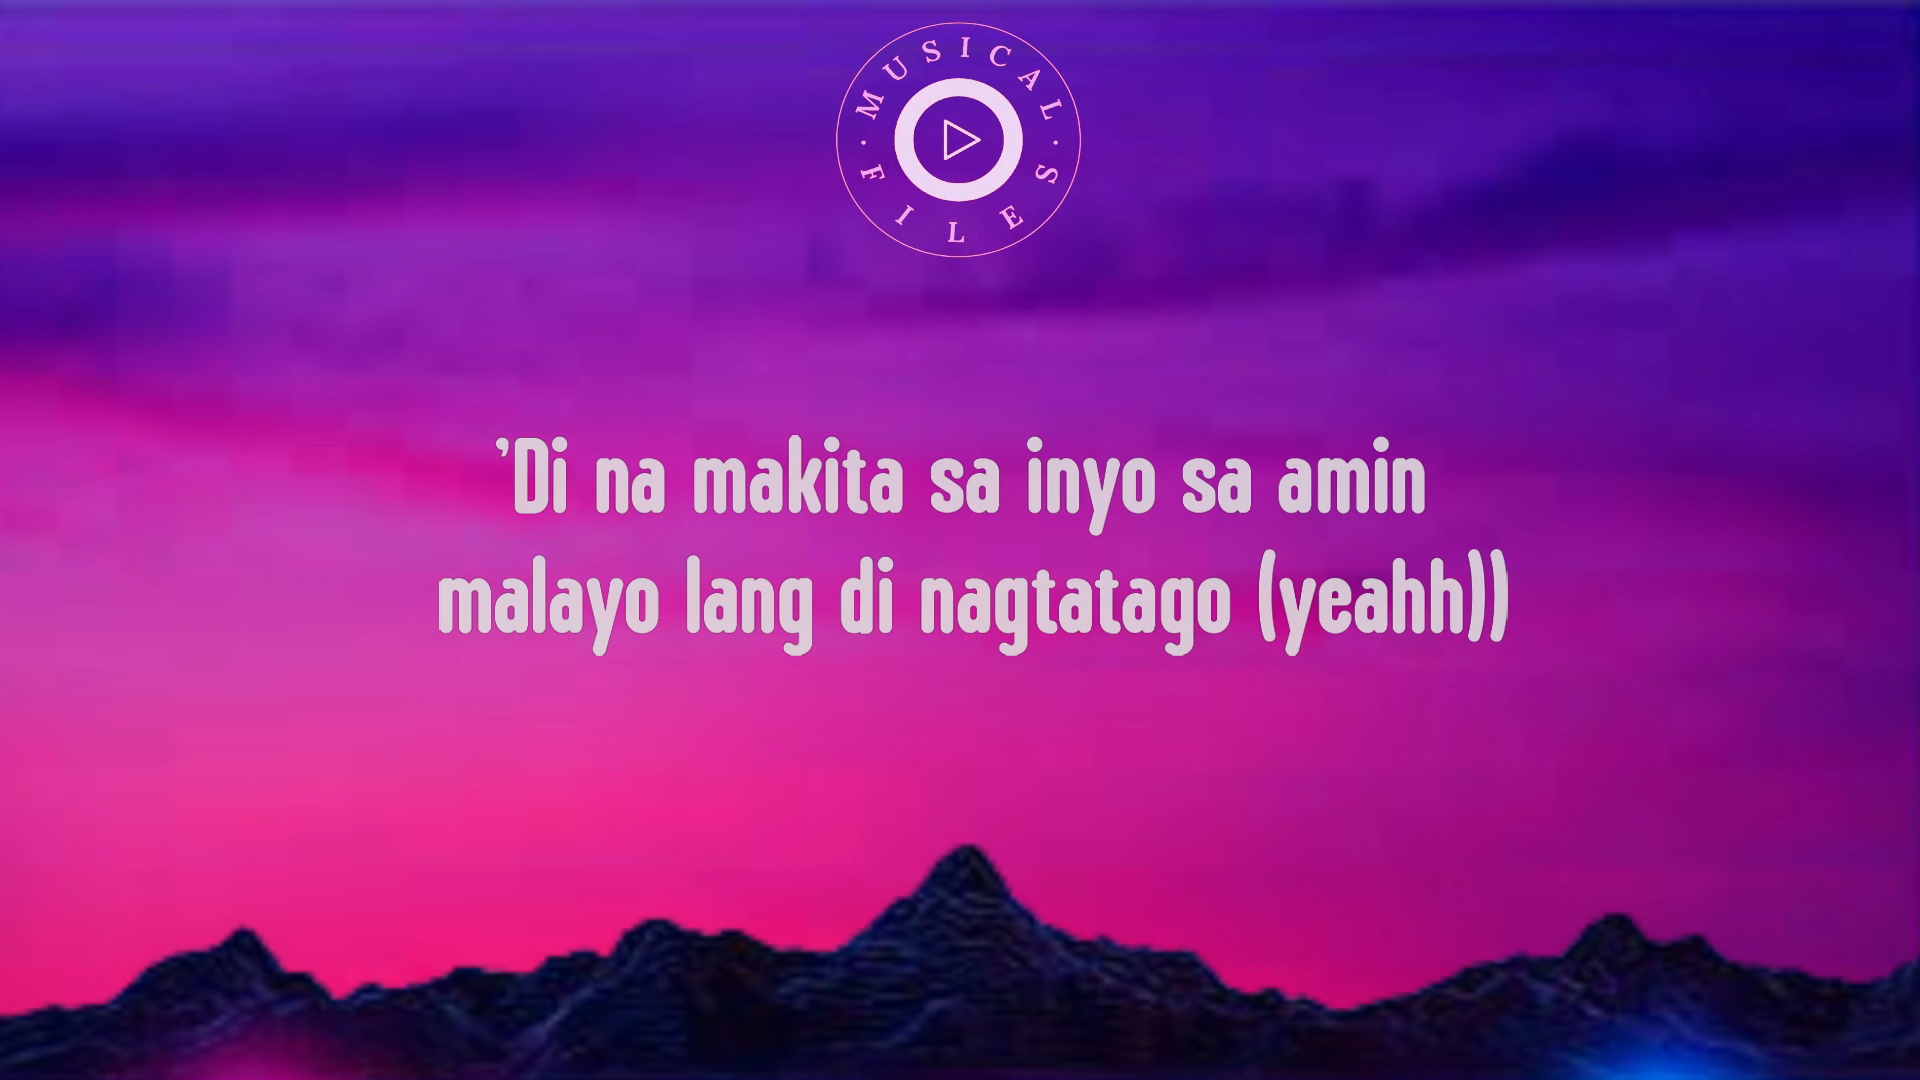 MUSICAL
FILES
’Di na makita sa inyo sa amin
malayo lang di nagtatago (yeahh))